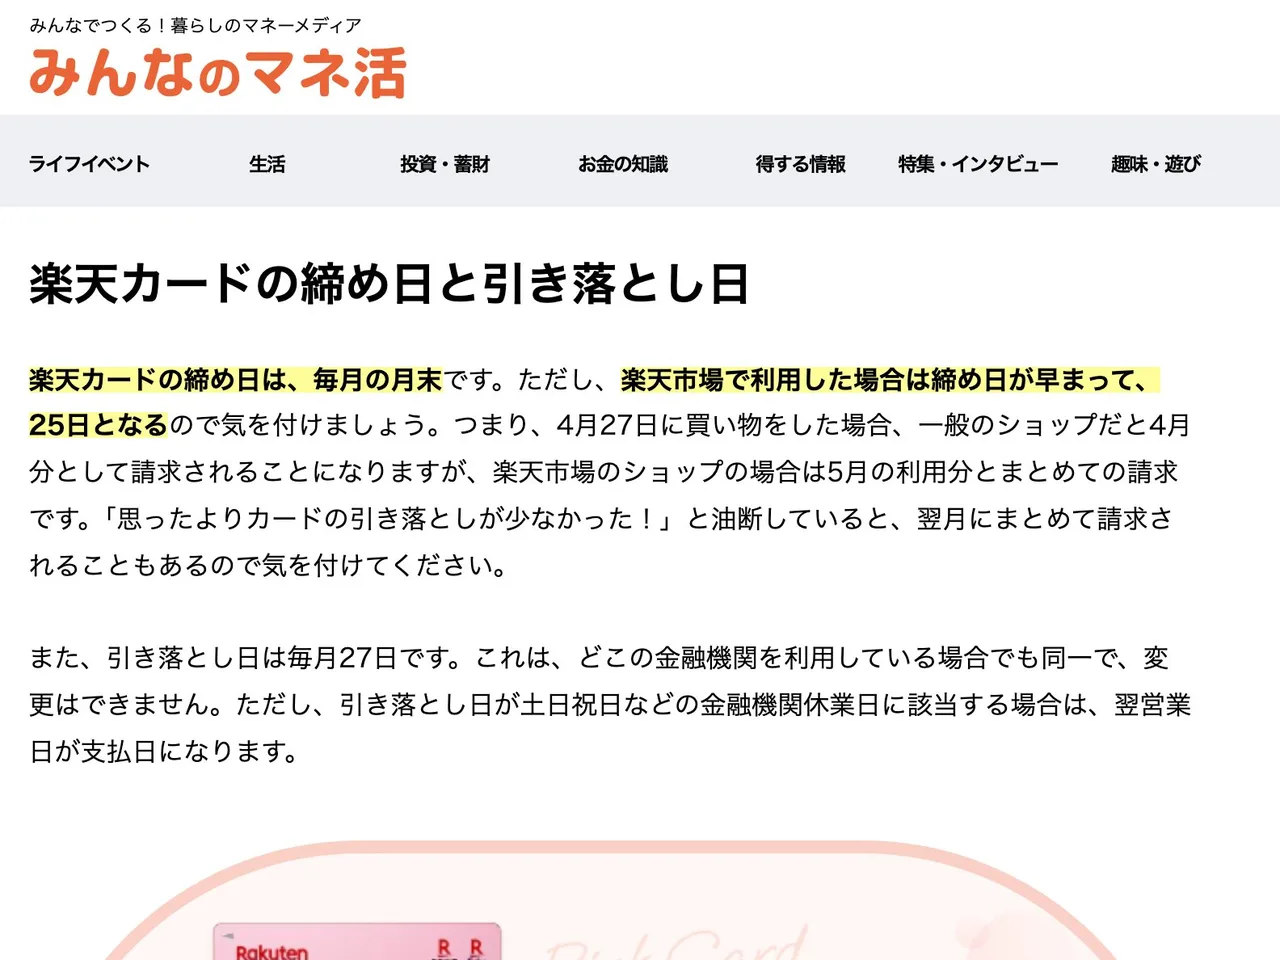 みんなでつくる！暮らしのマネーメディア
みんなのマネ活
ライフイベント 生活 投資・蓄財 お金の知識 得する情報 特集・インタビュー 趣味・遊び
楽天カードの締め日と引き落とし日
楽天カードの締め日は、毎月の月末です。ただし、楽天市場で利用した場合は締め日が早まって、
25日となるので気を付けましょう。つまり、4月27日に買い物をした場合、一般のショップだと4月
分として請求されることになりますが、楽天市場のショップの場合は5月の利用分とまとめての請求
です。「思ったよりカードの引き落としが少なかった！」と油断していると、翌月にまとめて請求さ
れることもあるので気を付けてください。
また、引き落とし日は毎月27日です。これは、どこの金融機関を利用している場合でも同一で、変
更はできません。ただし、引き落とし日が土日祝日などの金融機関休業日に該当する場合は、翌営業
日が支払日になります。
Rakuten R R
Pink Card